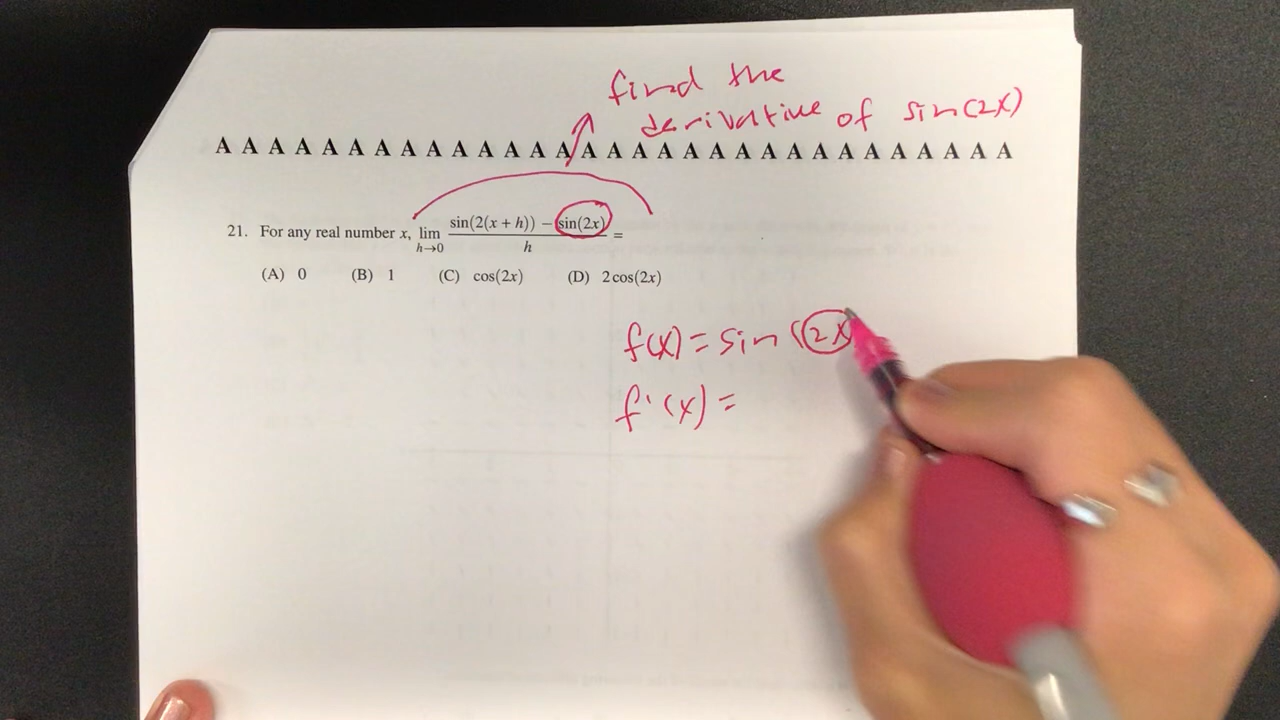 find the
derivative of sin(2x)
A A A A A A A A A A A A A A A A A A A A A A A A A A A A A A A
21. For any real number x, lim h→0 sin(2(x + h)) − sin(2x) / h =
(A) 0 (B) 1 (C) cos(2x) (D) 2cos(2x)
f(x) = sin (2x
f'(x) =